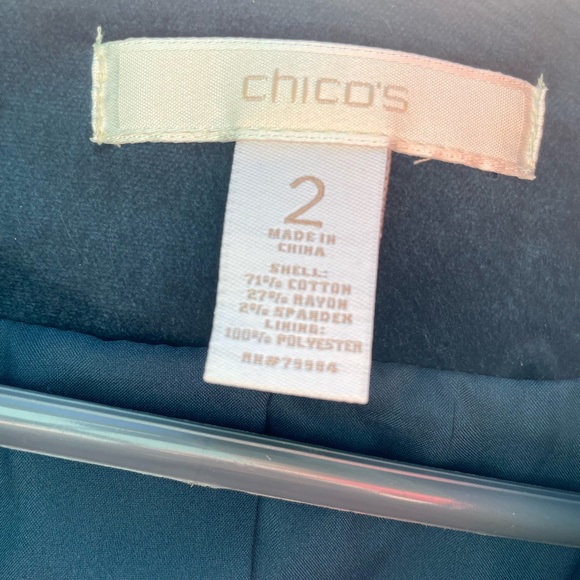 chico's
2
MADE IN
CHINA
SHELL:
71% COTTON
27% RAYON
2% SPANDEX
LINING:
100% POLYESTER
RN#79984